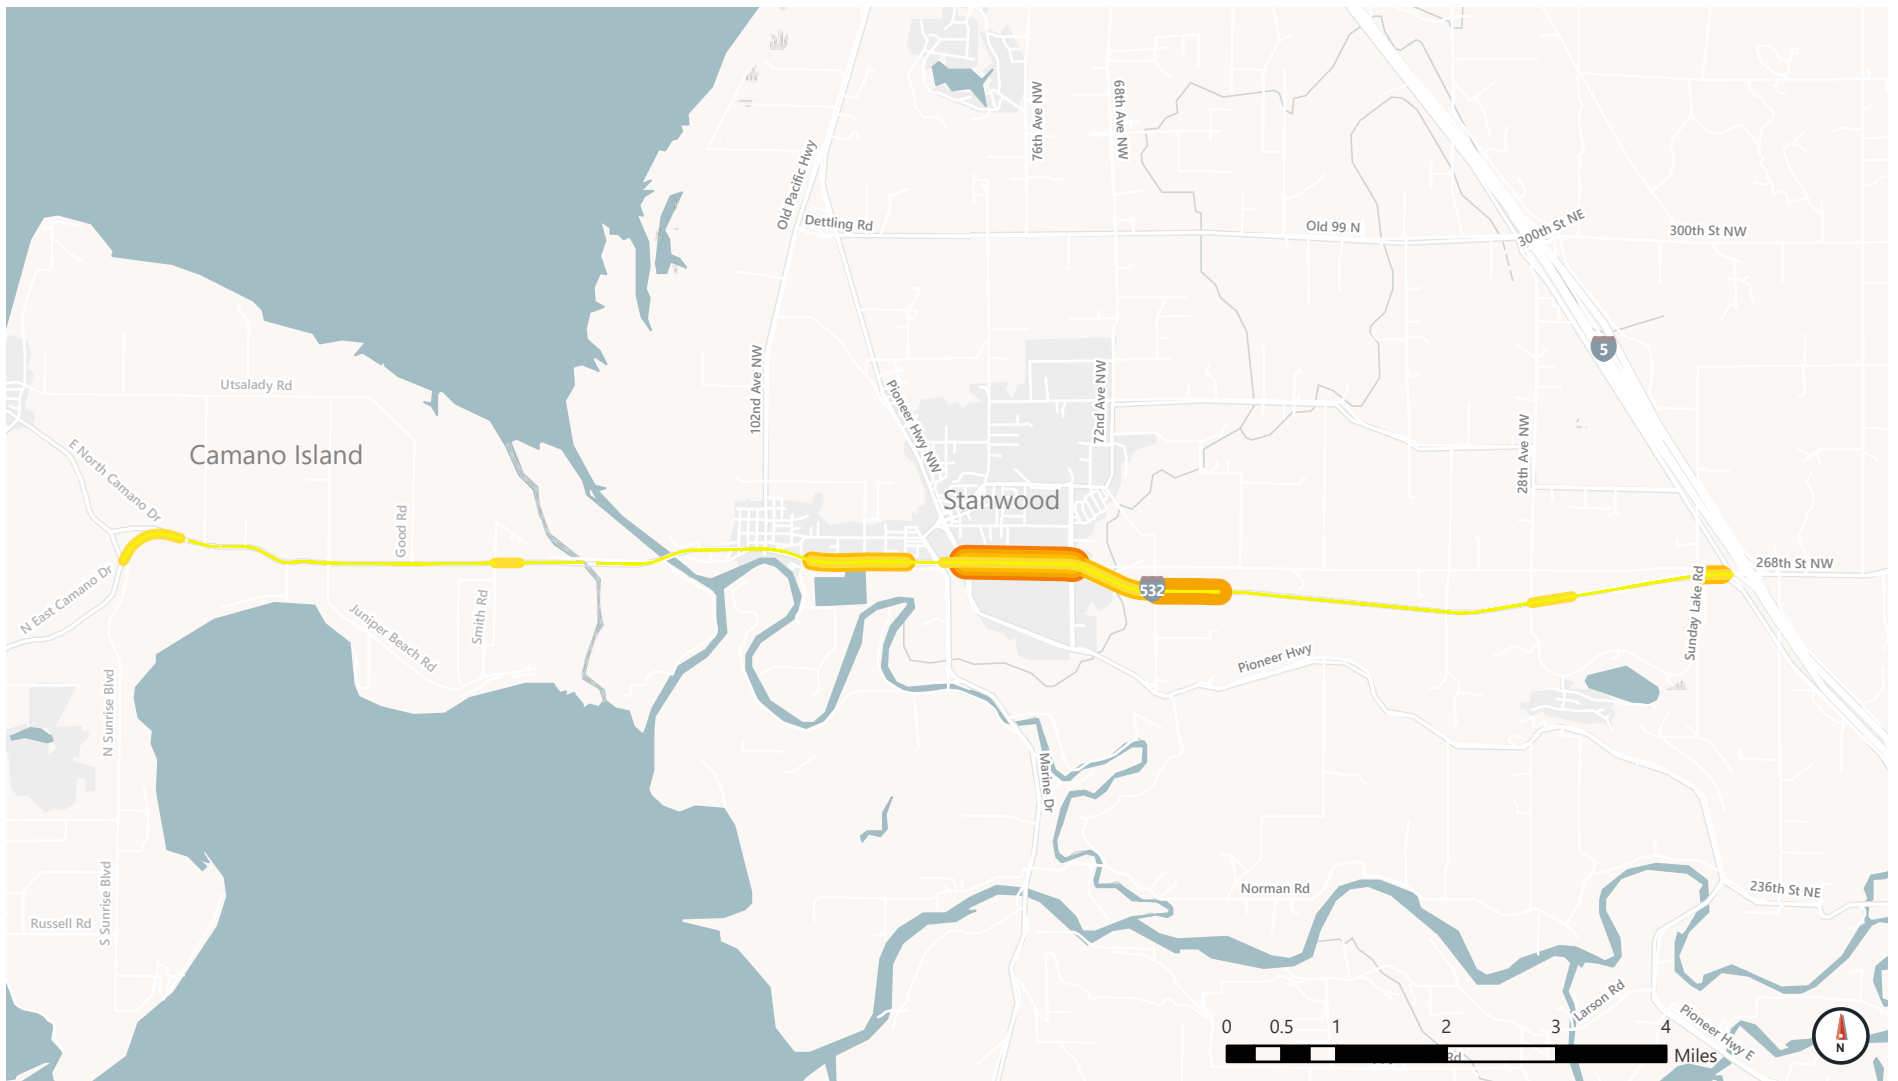 76th Ave NW
68th Ave NW
Old Pacific Hwy
Dettling Rd
Old 99 N
300th St NE
300th St NW
5
Utsalady Rd
102nd Ave NW
Pioneer Hwy NW
72nd Ave NW
28th Ave NW
E North Camano Dr
Camano Island
Good Rd
Stanwood
N East Camano Dr
Juniper Beach Rd
Smith Rd
532
268th St NW
Sunday Lake Rd
Pioneer Hwy
N Sunrise Blvd
Marine Dr
S Sunrise Blvd
Russell Rd
Norman Rd
236th St NE
Larson Rd
Pioneer Hwy E
0 0.5 1 2 3 4
Rd
Miles
N